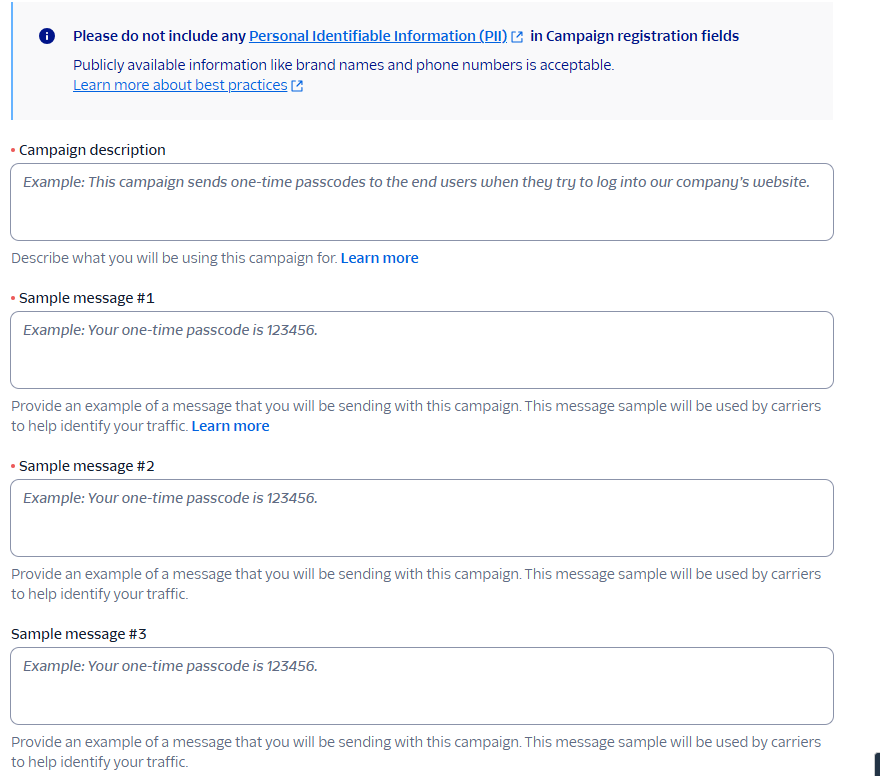 Please do not include any Personal Identifiable Information (PII) in Campaign registration fields
Publicly available information like brand names and phone numbers is acceptable.
Learn more about best practices
• Campaign description
Example: This campaign sends one-time passcodes to the end users when they try to log into our company's website.
Describe what you will be using this campaign for. Learn more
• Sample message #1
Example: Your one-time passcode is 123456.
Provide an example of a message that you will be sending with this campaign. This message sample will be used by carriers
to help identify your traffic. Learn more
• Sample message #2
Example: Your one-time passcode is 123456.
Provide an example of a message that you will be sending with this campaign. This message sample will be used by carriers
to help identify your traffic.
Sample message #3
Example: Your one-time passcode is 123456.
Provide an example of a message that you will be sending with this campaign. This message sample will be used by carriers
to help identify your traffic.